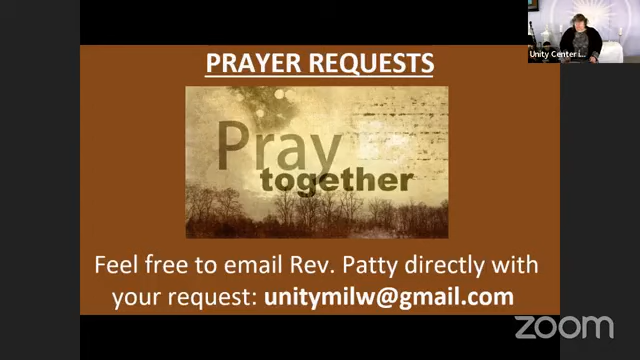 PRAYER REQUESTS
Pray
together
Feel free to email Rev. Patty directly with
your request: unitymilw@gmail.com
Unity Center i...
zoom